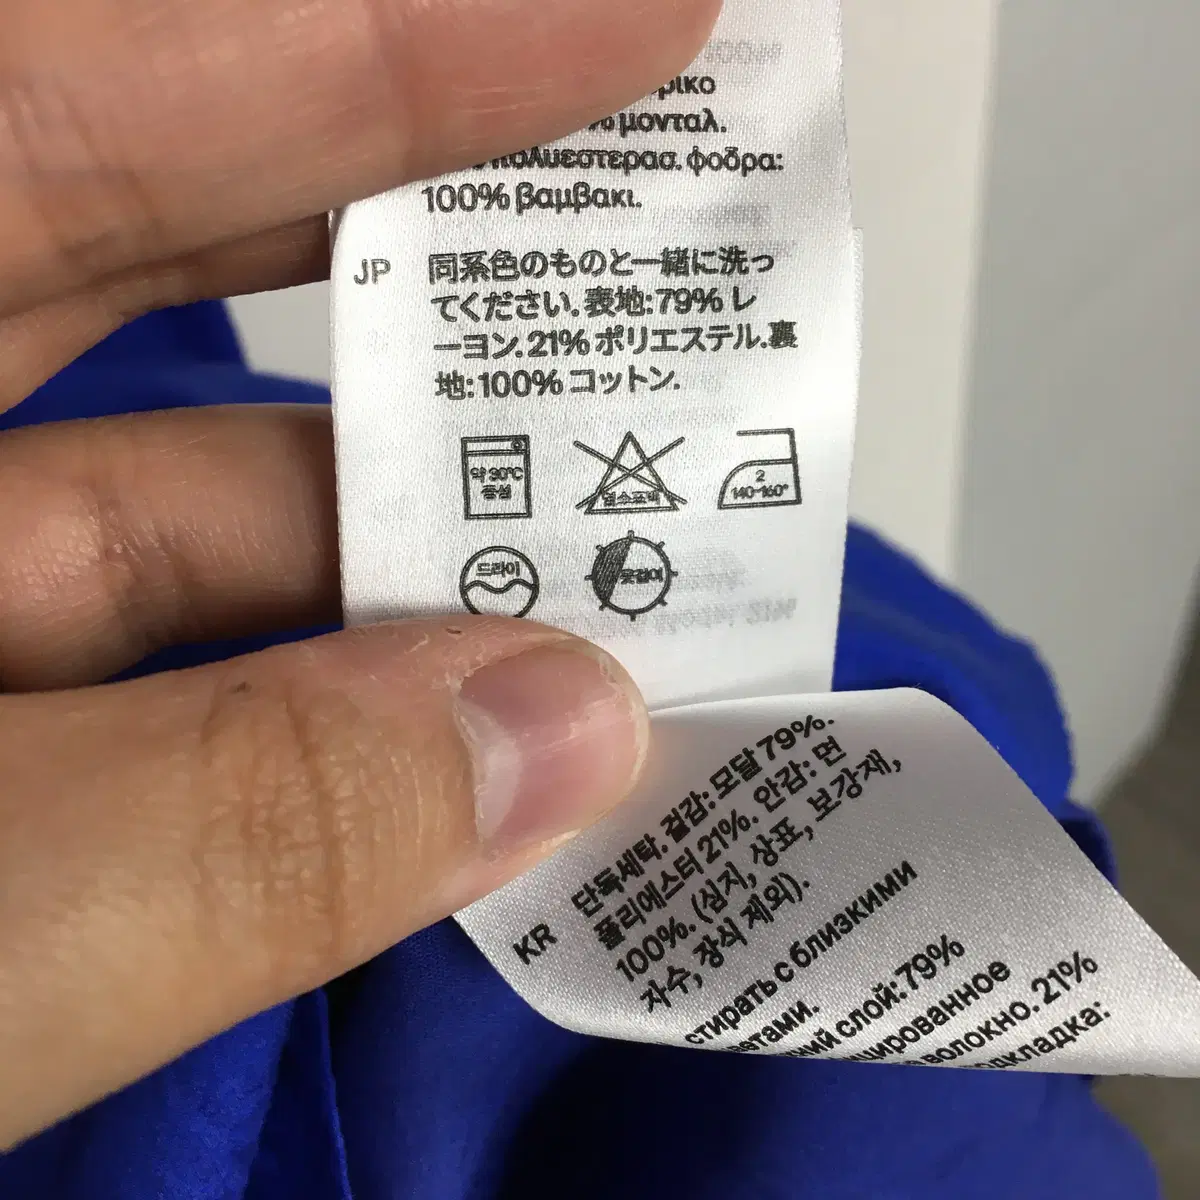 μονταλ.
φοδρα:
100% βαμβακι.
JP 同系色のものと一緒に洗っ
てください.表地:79% レ
ーヨン.21% ポリエステル.裏
地:100% コットン.
약 30℃
중성
염소표백
2
140-160°
드라이
옷걸이
KR 단독세탁. 겉감: 모달 79%.
폴리에스터 21%. 안감: 면
100%. (심지, 상표, 보강재,
자수, 장식 제외).
стирать с близкими
слой: 79%
волокно. 21%